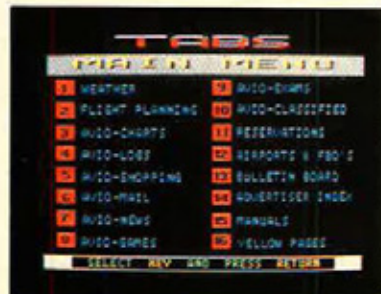 TABS
MAIN MENU
1 WEATHER
2 FLIGHT PLANNING
3 AVIO-CHARTS
4 AVIO-LOGS
5 AVIO-SHOPPING
6 AVIO-MAIL
7 AVIO-NEWS
8 AVIO-GAMES
9 AVIO-EXAMS
10 AVIO-CLASSIFIED
11 RESERVATIONS
12 AIRPORTS & FBO'S
13 BULLETIN BOARD
14 ADVERTISER INDEX
15 MANUALS
16 YELLOW PAGES
SELECT KEY AND PRESS RETURN